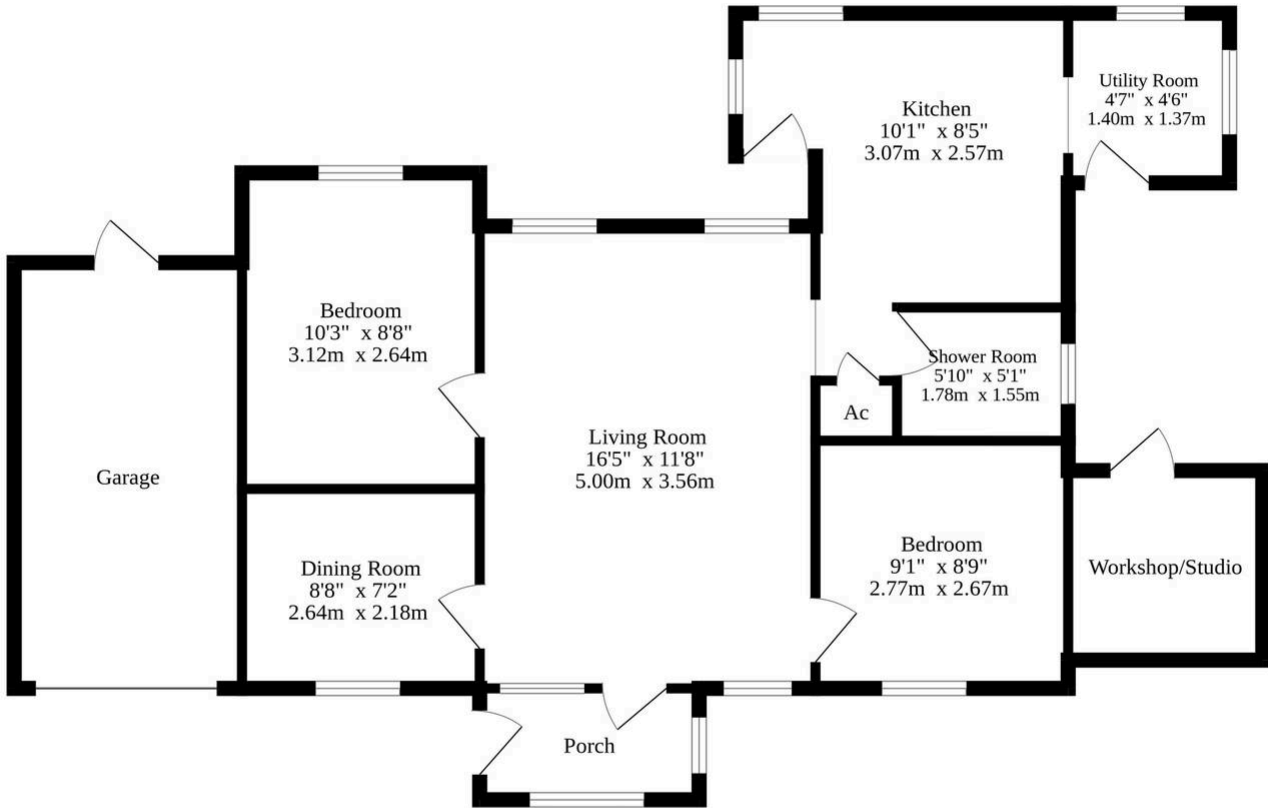 Kitchen
10'1" x 8'5"
3.07m x 2.57m
Utility Room
4'7" x 4'6"
1.40m x 1.37m
Bedroom
10'3" x 8'8"
3.12m x 2.64m
Shower Room
5'10" x 5'1"
1.78m x 1.55m
Ac
Living Room
16'5" x 11'8"
5.00m x 3.56m
Garage
Dining Room
8'8" x 7'2"
2.64m x 2.18m
Bedroom
9'1" x 8'9"
2.77m x 2.67m
Workshop/Studio
Porch